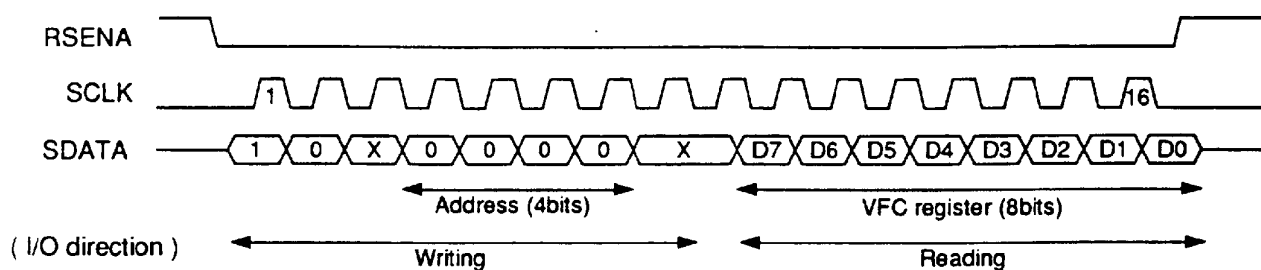 RSENA
SCLK 1 16
SDATA 1 0 X 0 0 0 0 X D7 D6 D5 D4 D3 D2 D1 D0
Address (4bits) VFC register (8bits)
( I/O direction ) Writing Reading